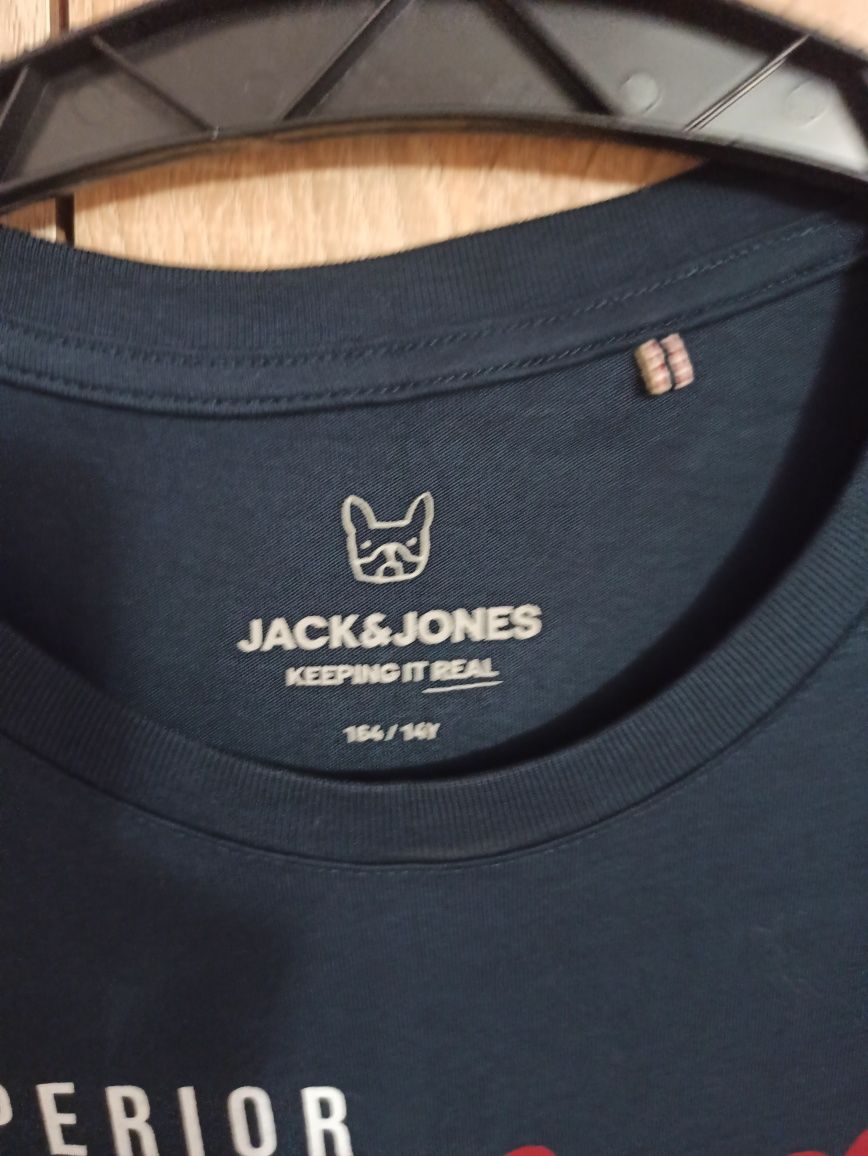 JACK&JONES
KEEPING IT REAL
164 / 14Y
PERIOR